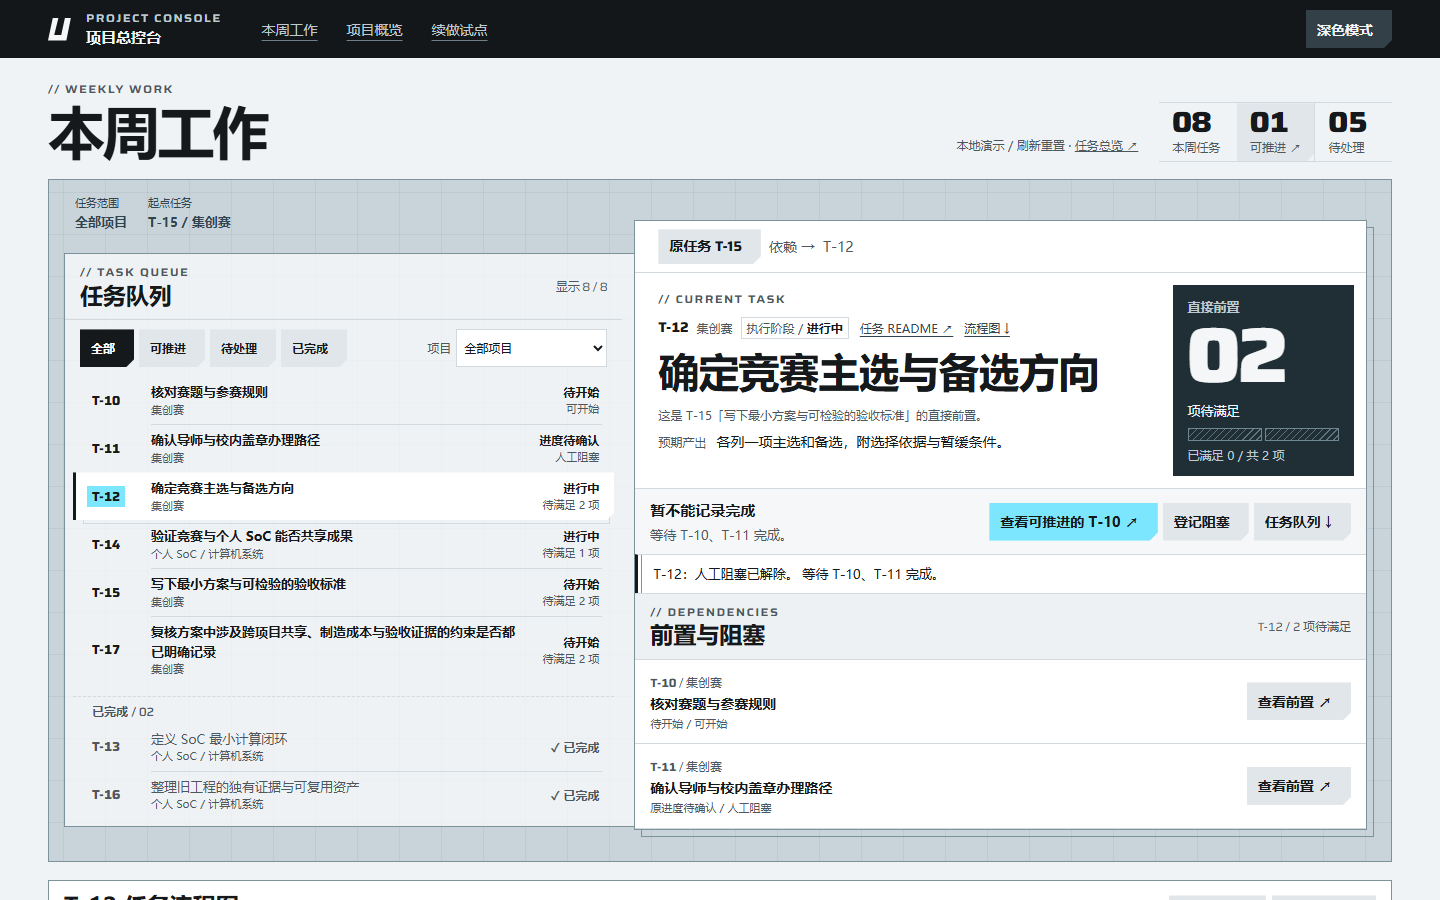 PROJECT CONSOLE
项目总控台
本周工作
项目概览
续做试点
深色模式
// WEEKLY WORK
本周工作
本地演示 / 刷新重置 · 任务总览 ↗
08
本周任务
01
可推进 ↗
05
待处理
任务范围
全部项目
起点任务
T-15 / 集创赛
// TASK QUEUE
任务队列
显示 8 / 8
全部
可推进
待处理
已完成
项目
全部项目
T-10
核对赛题与参赛规则
集创赛
待开始
可开始
T-11
确认导师与校内盖章办理路径
集创赛
进度待确认
人工阻塞
T-12
确定竞赛主选与备选方向
集创赛
进行中
待满足 2 项
T-14
验证竞赛与个人 SoC 能否共享成果
个人 SoC / 计算机系统
进行中
待满足 1 项
T-15
写下最小方案与可检验的验收标准
集创赛
待开始
待满足 2 项
T-17
复核方案中涉及跨项目共享、制造成本与验收证据的约束是否都
已明确记录
集创赛
待开始
待满足 2 项
已完成 / 02
T-13
定义 SoC 最小计算闭环
个人 SoC / 计算机系统
✓ 已完成
T-16
整理旧工程的独有证据与可复用资产
个人 SoC / 计算机系统
✓ 已完成
原任务 T-15
依赖 → T-12
// CURRENT TASK
T-12 集创赛 执行阶段 / 进行中 任务 README ↗ 流程图 ↓
确定竞赛主选与备选方向
这是 T-15「写下最小方案与可检验的验收标准」的直接前置。
预期产出 各列一项主选和备选，附选择依据与暂缓条件。
直接前置
02
项待满足
已满足 0 / 共 2 项
暂不能记录完成
等待 T-10、T-11 完成。
查看可推进的 T-10 ↗
登记阻塞
任务队列 ↓
T-12：人工阻塞已解除。 等待 T-10、T-11 完成。
// DEPENDENCIES
前置与阻塞
T-12 / 2 项待满足
T-10 / 集创赛
核对赛题与参赛规则
待开始 / 可开始
查看前置 ↗
T-11 / 集创赛
确认导师与校内盖章办理路径
原进度待确认 / 人工阻塞
查看前置 ↗
T-12 任务流程图